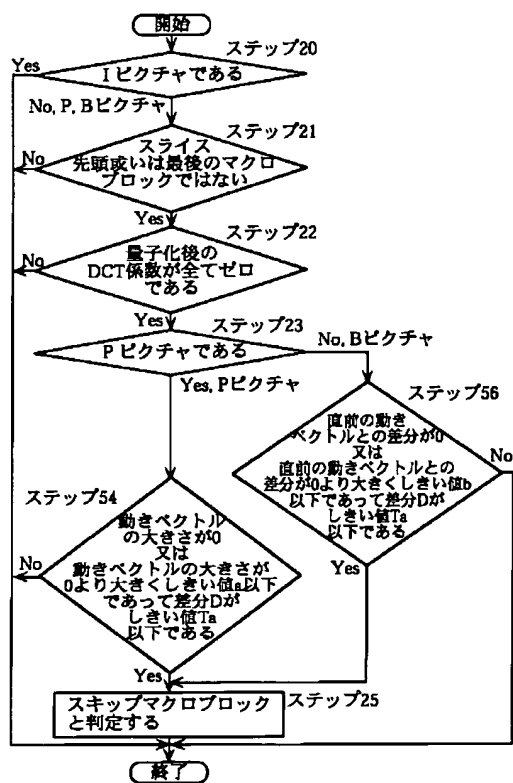 開始
ステップ20
Yes
Iピクチャである
No, P, Bピクチャ
ステップ21
No
スライス
先頭或いは最後のマクロ
ブロックではない
Yes
ステップ22
No
量子化後の
DCT係数が全てゼロ
である
Yes
ステップ23
Pピクチャである
No, Bピクチャ
Yes, Pピクチャ
ステップ56
直前の動き
ベクトルとの差分が0
又は
直前の動きベクトルとの
差分が0より大きくしきい値b
以下であって差分Dが
しきい値Ta
以下である
No
Yes
ステップ54
動きベクトル
の大きさが0
又は
動きベクトルの大きさが
0より大きくしきい値a以下
であって差分Dが
しきい値Ta
以下である
No
Yes
スキップマクロブロック
と判定する
ステップ25
終了